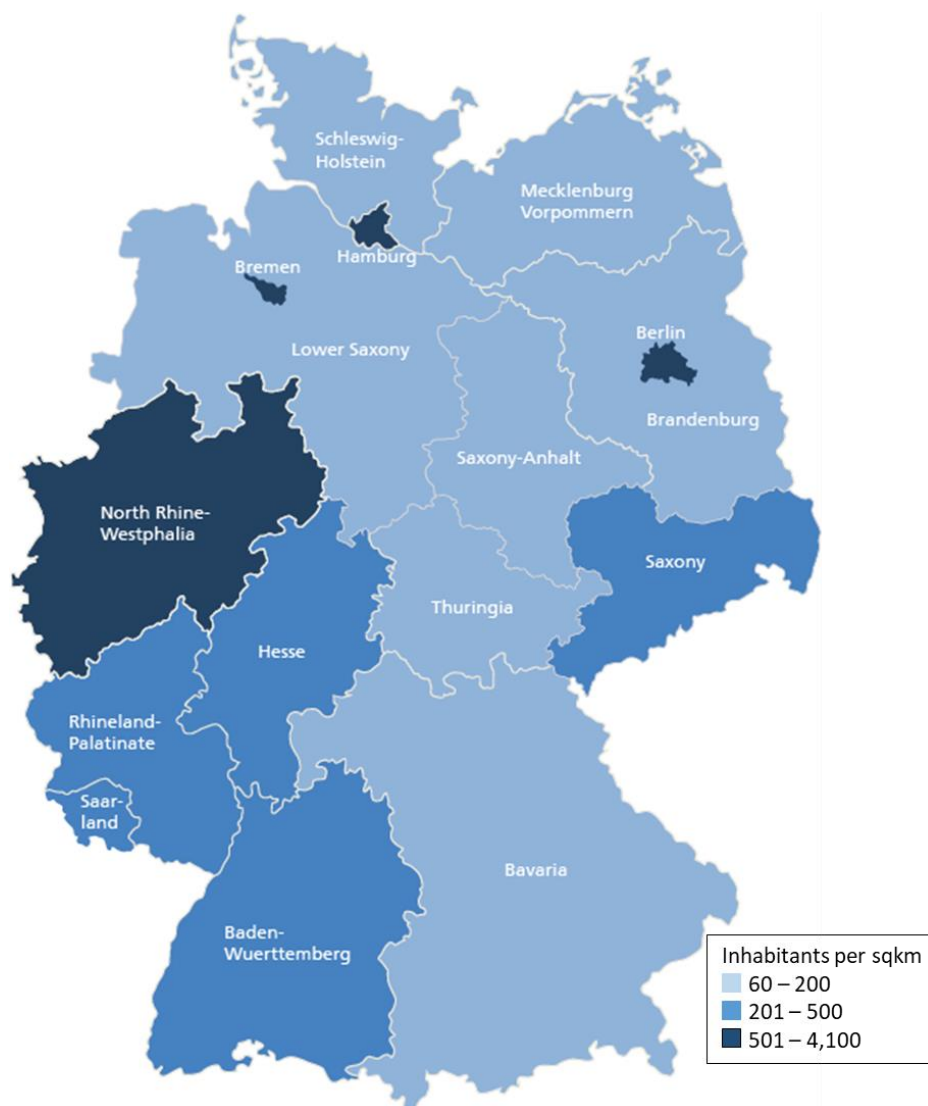 Schleswig-
Holstein
Mecklenburg
Vorpommern
Hamburg
Bremen
Lower Saxony
Berlin
Brandenburg
Saxony-Anhalt
North Rhine-
Westphalia
Saxony
Thuringia
Hesse
Rhineland-
Palatinate
Saar-
land
Bavaria
Baden-
Wuerttemberg
Inhabitants per sqkm
60 – 200
201 – 500
501 – 4,100